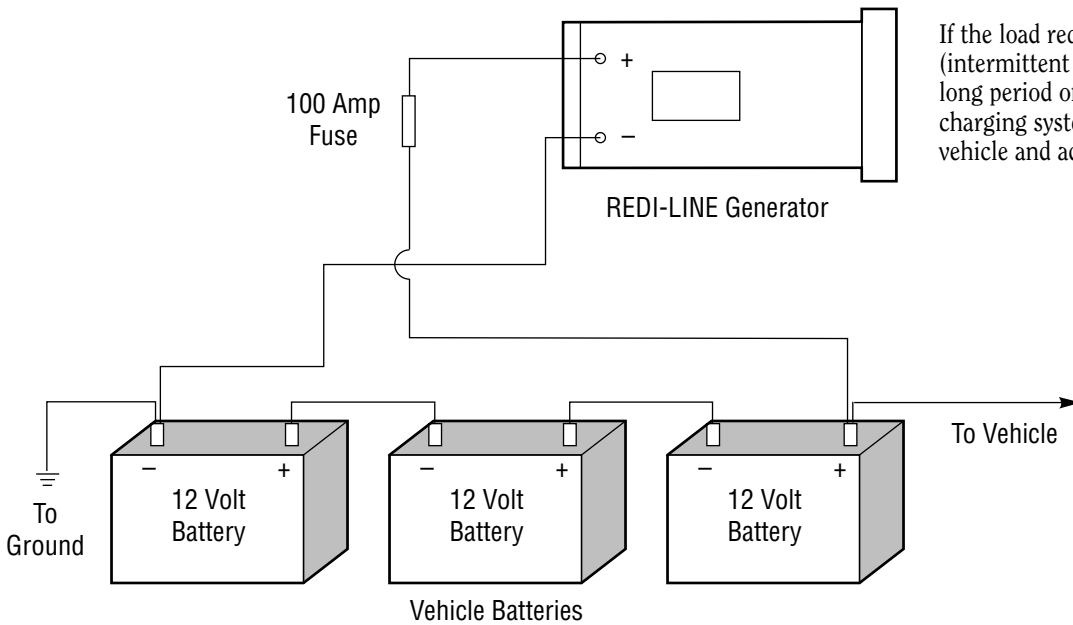 If the load req
(intermittent
long period o
charging syste
vehicle and ac
+
100 Amp
Fuse
−
REDI-LINE Generator
To Vehicle
− +
− +
− +
12 Volt
Battery
12 Volt
Battery
12 Volt
Battery
To
Ground
Vehicle Batteries